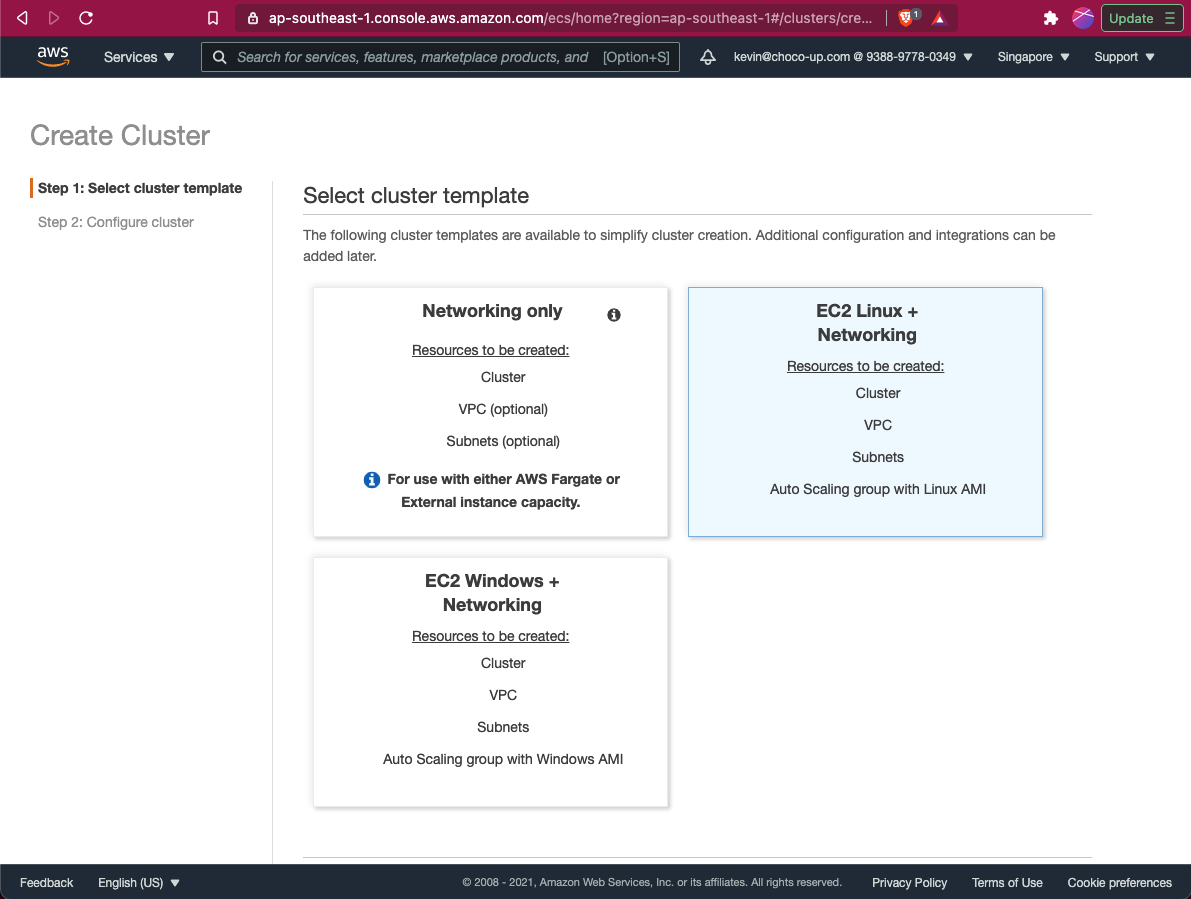 ap-southeast-1.console.aws.amazon.com/ecs/home?region=ap-southeast-1#/clusters/cre...
1
Update
aws
Services
Search for services, features, marketplace products, and [Option+S]
kevin@choco-up.com @ 9388-9778-0349
Singapore
Support
Create Cluster
Step 1: Select cluster template
Step 2: Configure cluster
Select cluster template
The following cluster templates are available to simplify cluster creation. Additional configuration and integrations can be
added later.
Networking only
Resources to be created:
Cluster
VPC (optional)
Subnets (optional)
For use with either AWS Fargate or
External instance capacity.
EC2 Linux +
Networking
Resources to be created:
Cluster
VPC
Subnets
Auto Scaling group with Linux AMI
EC2 Windows +
Networking
Resources to be created:
Cluster
VPC
Subnets
Auto Scaling group with Windows AMI
Feedback
English (US)
© 2008 - 2021, Amazon Web Services, Inc. or its affiliates. All rights reserved.
Privacy Policy
Terms of Use
Cookie preferences